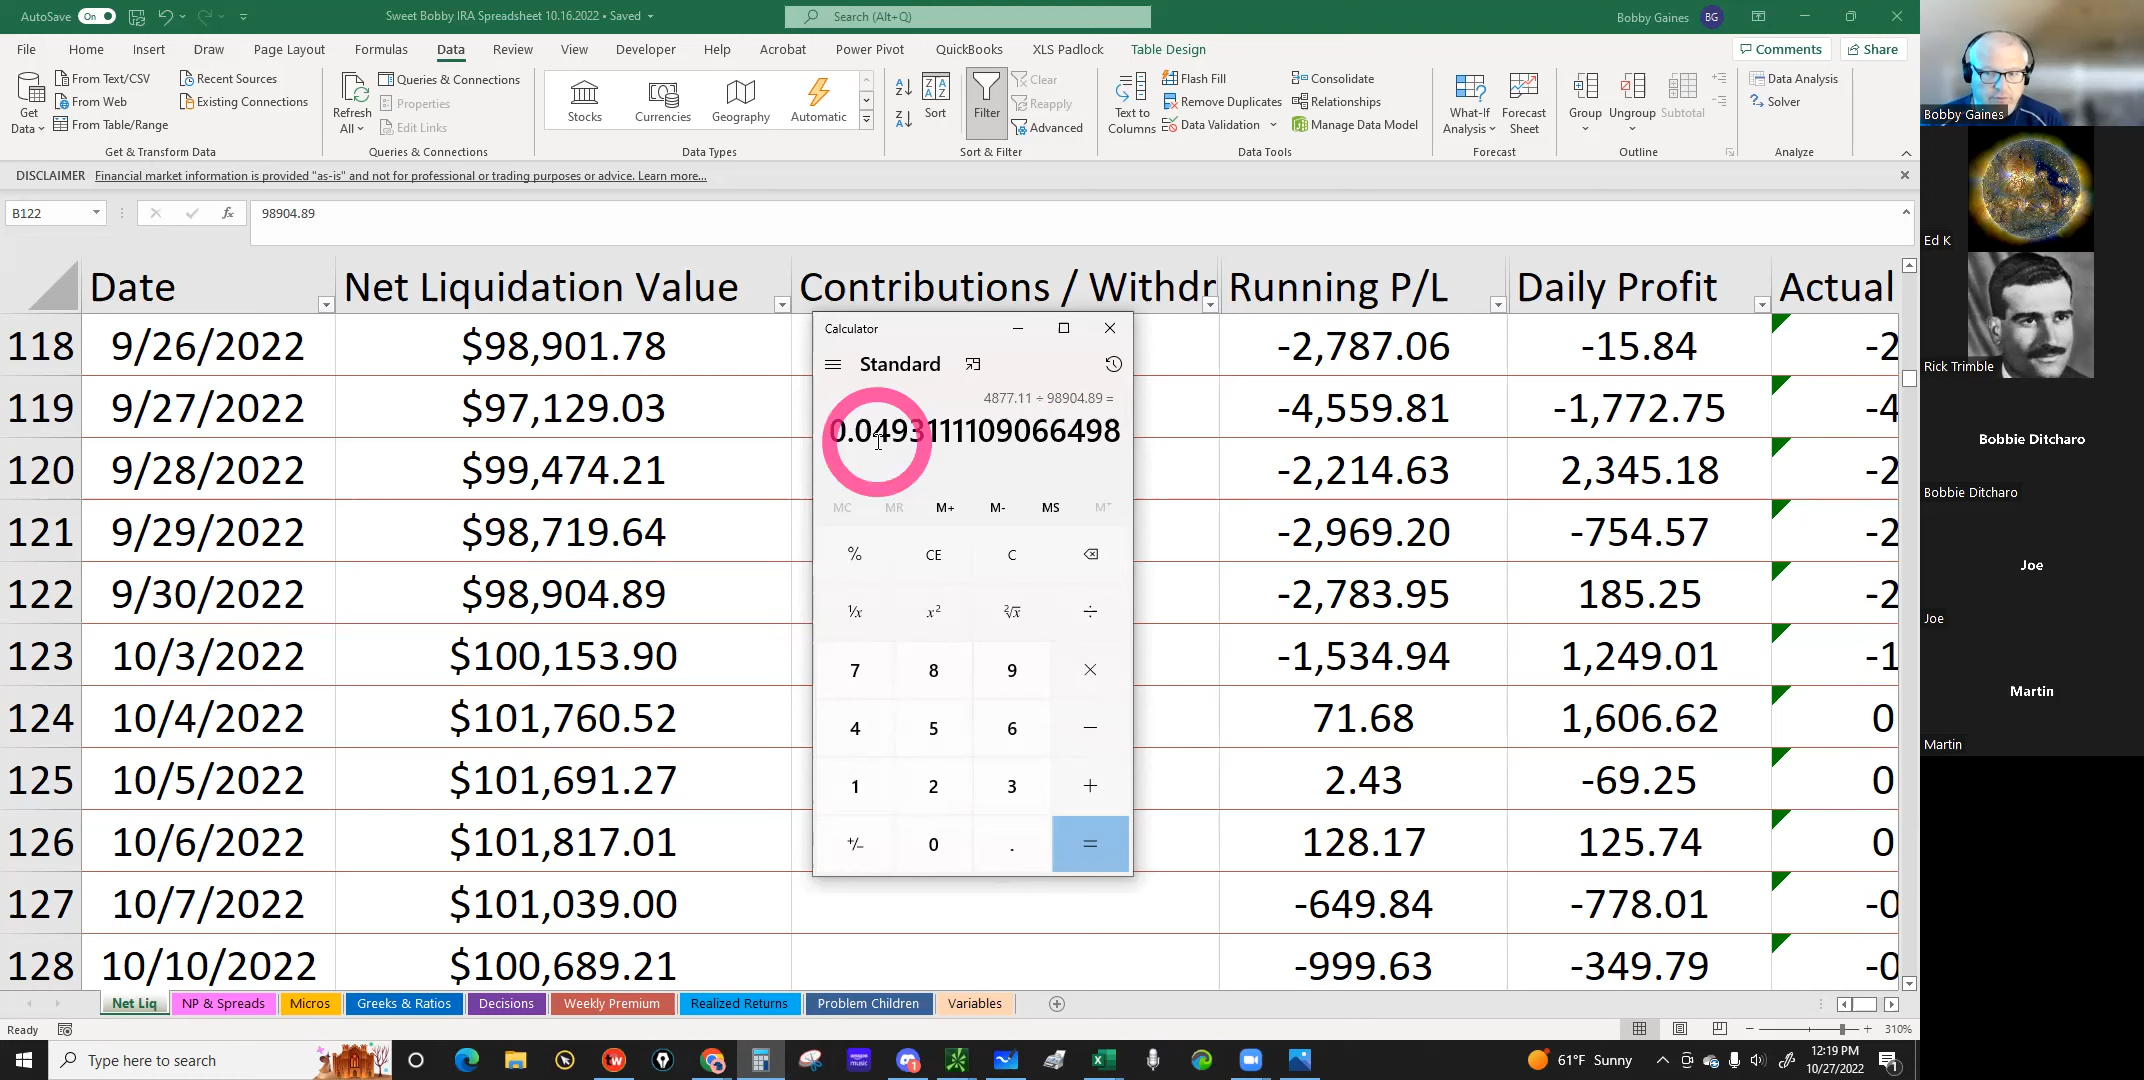 AutoSave On Sweet Bobby IRA Spreadsheet 10.16.2022 • Saved Search (Alt+Q) Bobby Gaines BG
File Home Insert Draw Page Layout Formulas Data Review View Developer Help Acrobat Power Pivot QuickBooks XLS Padlock Table Design Comments Share
From Text/CSV Recent Sources Queries & Connections Flash Fill Consolidate Data Analysis
From Web Existing Connections Properties Clear Remove Duplicates Relationships Solver
From Table/Range Edit Links Reapply Data Validation Manage Data Model
Get Data Refresh All Stocks Currencies Geography Automatic Sort Filter Advanced Text to Columns What-If Analysis Forecast Sheet Group Ungroup Subtotal
Get & Transform Data Queries & Connections Data Types Sort & Filter Data Tools Forecast Outline Analyze
DISCLAIMER Financial market information is provided "as-is" and not for professional or trading purposes or advice. Learn more...
B122 fx 98904.89
Date Net Liquidation Value Contributions / Withdr Running P/L Daily Profit Actual
118 9/26/2022 $98,901.78 -2,787.06 -15.84 -2
119 9/27/2022 $97,129.03 -4,559.81 -1,772.75 -4
120 9/28/2022 $99,474.21 -2,214.63 2,345.18 -2
121 9/29/2022 $98,719.64 -2,969.20 -754.57 -2
122 9/30/2022 $98,904.89 -2,783.95 185.25 -2
123 10/3/2022 $100,153.90 -1,534.94 1,249.01 -1
124 10/4/2022 $101,760.52 71.68 1,606.62 0
125 10/5/2022 $101,691.27 2.43 -69.25 0
126 10/6/2022 $101,817.01 128.17 125.74 0
127 10/7/2022 $101,039.00 -649.84 -778.01 -0
128 10/10/2022 $100,689.21 -999.63 -349.79 -0
Calculator
Standard
4877.11 ÷ 98904.89 =
0.0493111109066498
MC MR M+ M- MS M
% CE C
⅟x x² ²√x ÷
7 8 9 ×
4 5 6 −
1 2 3 +
+/− 0 . =
Net Liq NP & Spreads Micros Greeks & Ratios Decisions Weekly Premium Realized Returns Problem Children Variables
Ready 310%
Type here to search 61°F Sunny 12:19 PM
10/27/2022 1
Bobby Gaines
Ed K
Rick Trimble
Bobbie Ditcharo
Bobbie Ditcharo
Joe
Joe
Martin
Martin